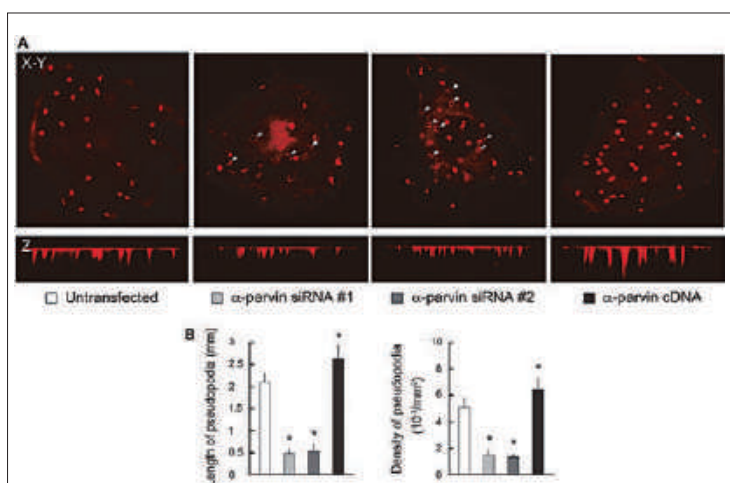 A
X-Y
Z
Untransfected
α-parvin siRNA #1
α-parvin siRNA #2
α-parvin cDNA
B
Length of pseudopodia (mm)
3
2.5
2
1.5
1
0.5
0
*
*
*
Density of pseudopodia
(10⁻¹/mm²)
10
8
6
4
2
0
*
*
*